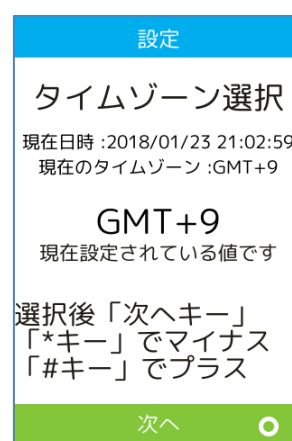 設定
タイムゾーン選択
現在日時 :2018/01/23 21:02:59
現在のタイムゾーン :GMT+9
GMT+9
現在設定されている値です
選択後「次へキー」
「*キー」でマイナス
「#キー」でプラス
次へ